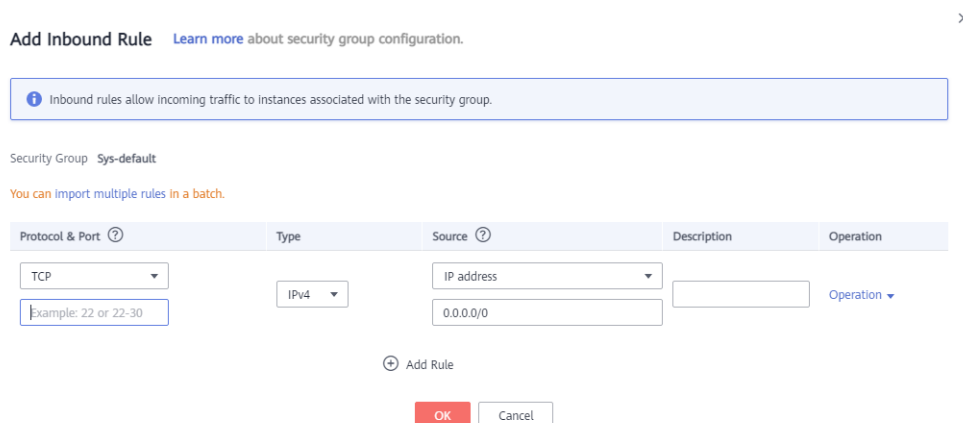 Add Inbound Rule Learn more about security group configuration.
Inbound rules allow incoming traffic to instances associated with the security group.
Security Group Sys-default
You can import multiple rules in a batch.
Protocol & Port Type Source Description Operation
TCP IP address
IPv4 Operation
Example: 22 or 22-30 0.0.0.0/0
Add Rule
OK Cancel